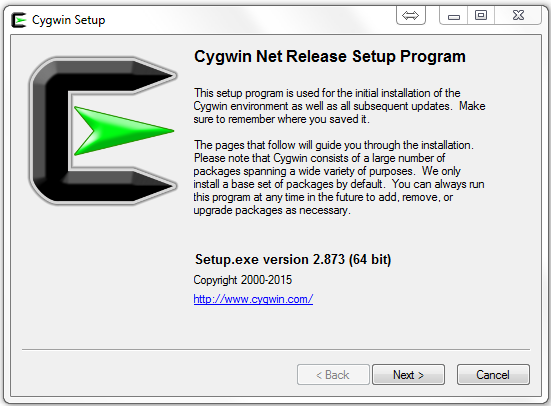 Cygwin Setup
Cygwin Net Release Setup Program
This setup program is used for the initial installation of the
Cygwin environment as well as all subsequent updates. Make
sure to remember where you saved it.
The pages that follow will guide you through the installation.
Please note that Cygwin consists of a large number of
packages spanning a wide variety of purposes. We only
install a base set of packages by default. You can always run
this program at any time in the future to add, remove, or
upgrade packages as necessary.
Setup.exe version 2.873 (64 bit)
Copyright 2000-2015
http://www.cygwin.com/
< Back
Next >
Cancel